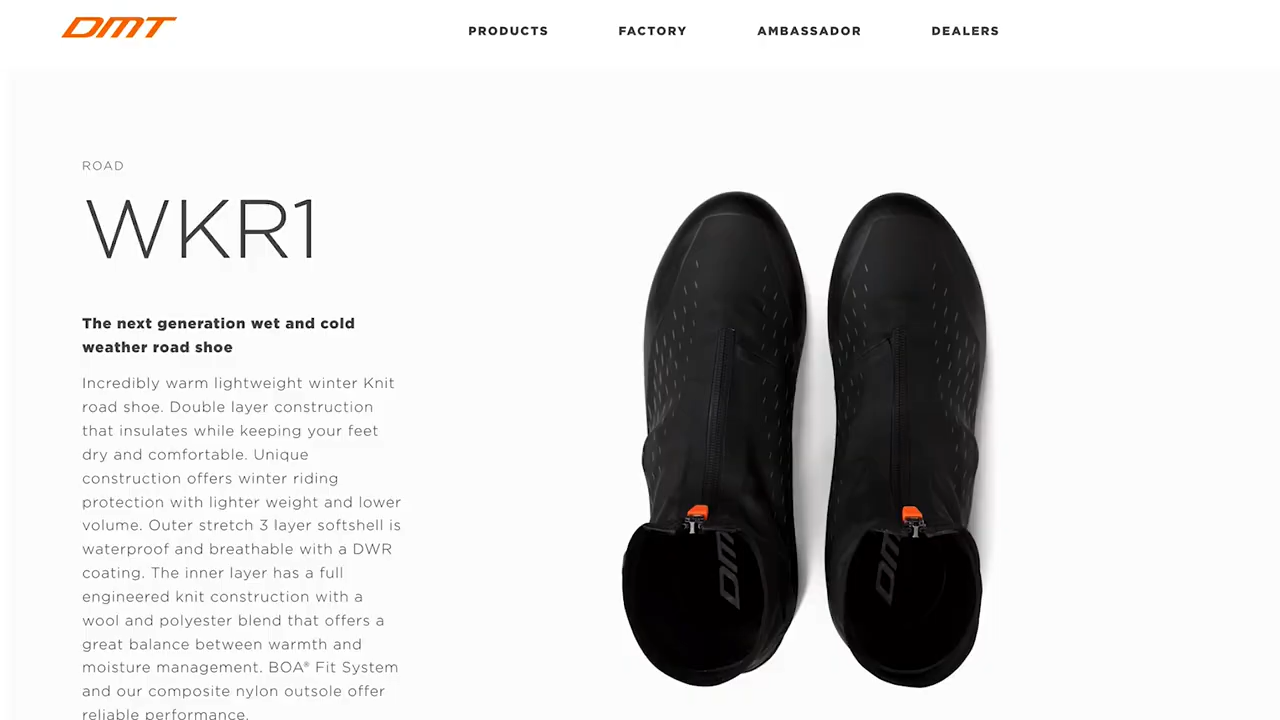 DMT
PRODUCTS FACTORY AMBASSADOR DEALERS
ROAD
WKR1
The next generation wet and cold
weather road shoe
Incredibly warm lightweight winter Knit
road shoe. Double layer construction
that insulates while keeping your feet
dry and comfortable. Unique
construction offers winter riding
protection with lighter weight and lower
volume. Outer stretch 3 layer softshell is
waterproof and breathable with a DWR
coating. The inner layer has a full
engineered knit construction with a
wool and polyester blend that offers a
great balance between warmth and
moisture management. BOA® Fit System
and our composite nylon outsole offer
reliable performance.
DMT
DMT